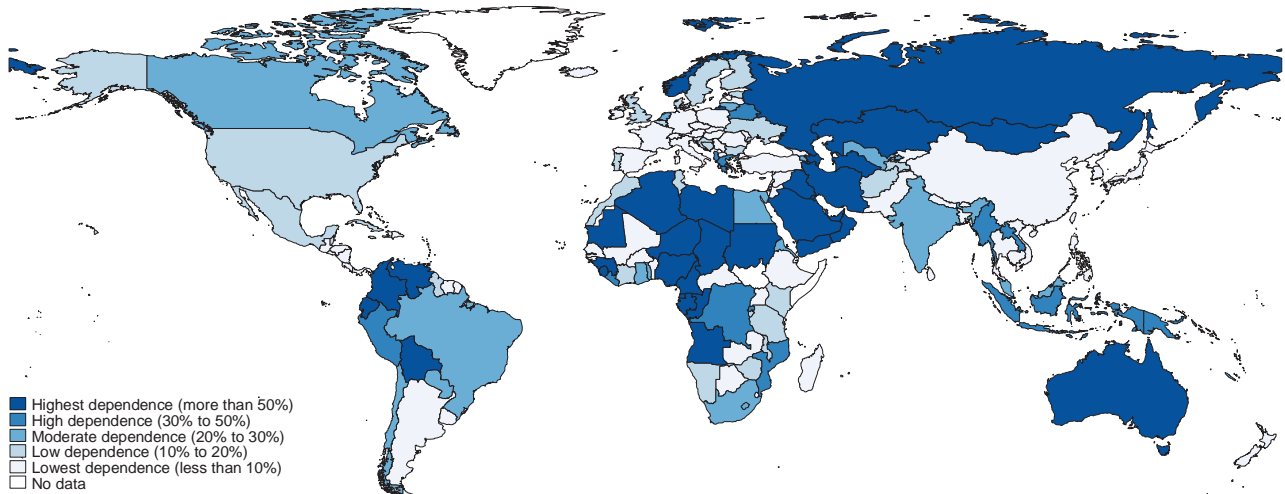 Highest dependence (more than 50%)
High dependence (30% to 50%)
Moderate dependence (20% to 30%)
Low dependence (10% to 20%)
Lowest dependence (less than 10%)
No data